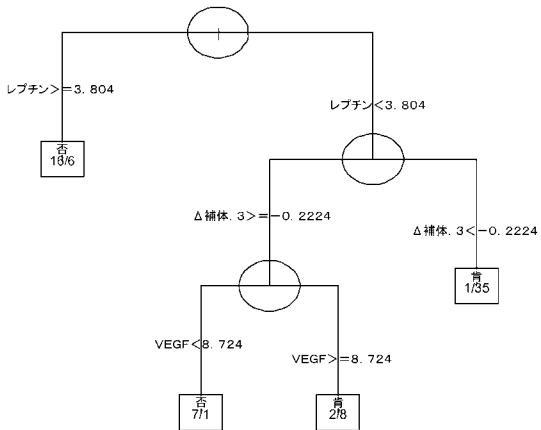 レプチン>=3.804
レプチン<3.804
否
16/6
Δ補体.3>=-0.2224
Δ補体.3<-0.2224
肯
1/35
VEGF<8.724
VEGF>=8.724
否
7/1
肯
2/8